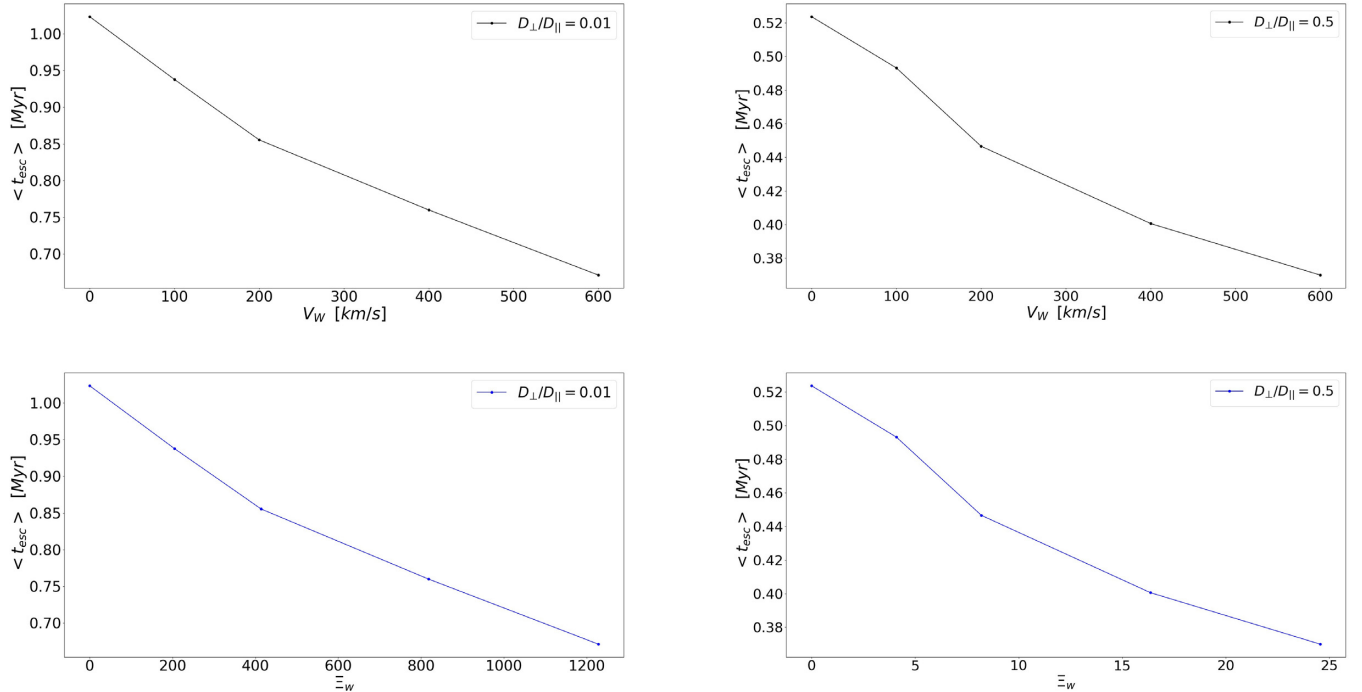 D⊥/D|| = 0.01
1.00
0.95
0.90
0.85
0.80
0.75
0.70
< t_esc > [Myr]
0 100 200 300 400 500 600
V_W [km/s]
D⊥/D|| = 0.5
0.52
0.50
0.48
0.46
0.44
0.42
0.40
0.38
< t_esc > [Myr]
0 100 200 300 400 500 600
V_W [km/s]
D⊥/D|| = 0.01
1.00
0.95
0.90
0.85
0.80
0.75
0.70
< t_esc > [Myr]
0 200 400 600 800 1000 1200
Ξ_w
D⊥/D|| = 0.5
0.52
0.50
0.48
0.46
0.44
0.42
0.40
0.38
< t_esc > [Myr]
0 5 10 15 20 25
Ξ_w